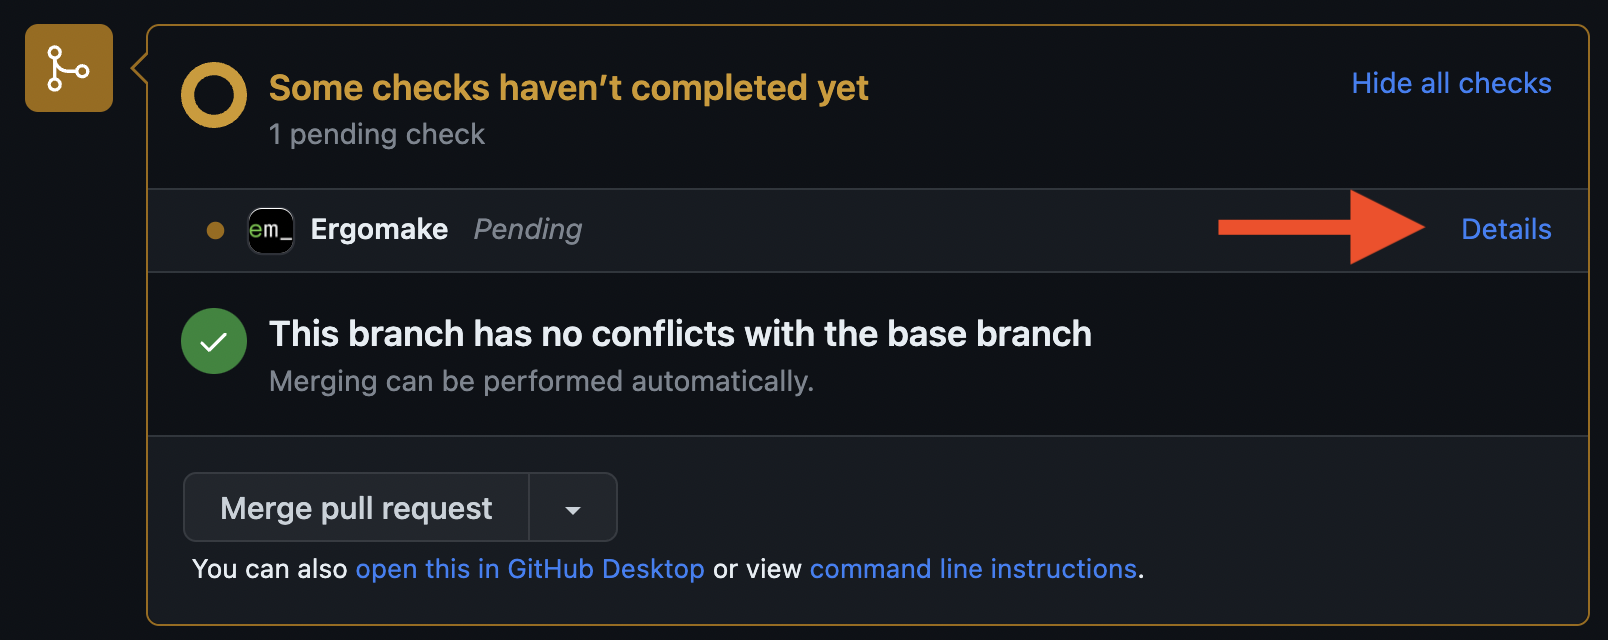 Some checks haven’t completed yet
Hide all checks
1 pending check
em_ Ergomake Pending
Details
This branch has no conflicts with the base branch
Merging can be performed automatically.
Merge pull request
You can also open this in GitHub Desktop or view command line instructions.